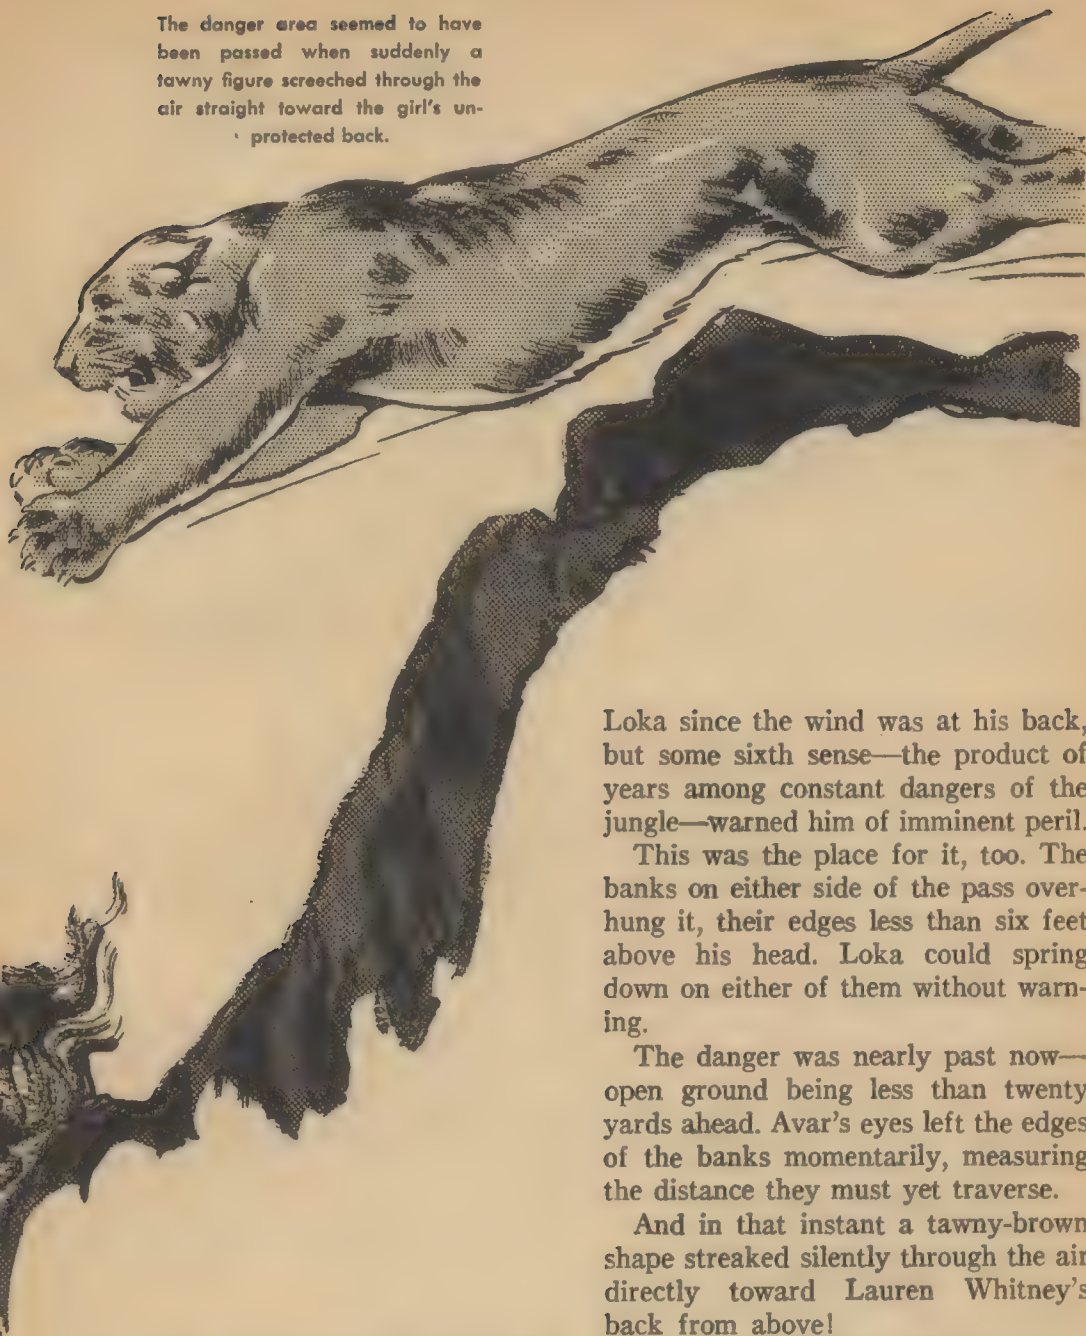 The danger area seemed to have
been passed when suddenly a
tawny figure screeched through the
air straight toward the girl's un-
protected back.
Loka since the wind was at his back,
but some sixth sense—the product of
years among constant dangers of the
jungle—warned him of imminent peril.
This was the place for it, too. The
banks on either side of the pass over-
hung it, their edges less than six feet
above his head. Loka could spring
down on either of them without warn-
ing.
The danger was nearly past now—
open ground being less than twenty
yards ahead. Avar's eyes left the edges
of the banks momentarily, measuring
the distance they must yet traverse.
And in that instant a tawny-brown
shape streaked silently through the air
directly toward Lauren Whitney's
back from above!